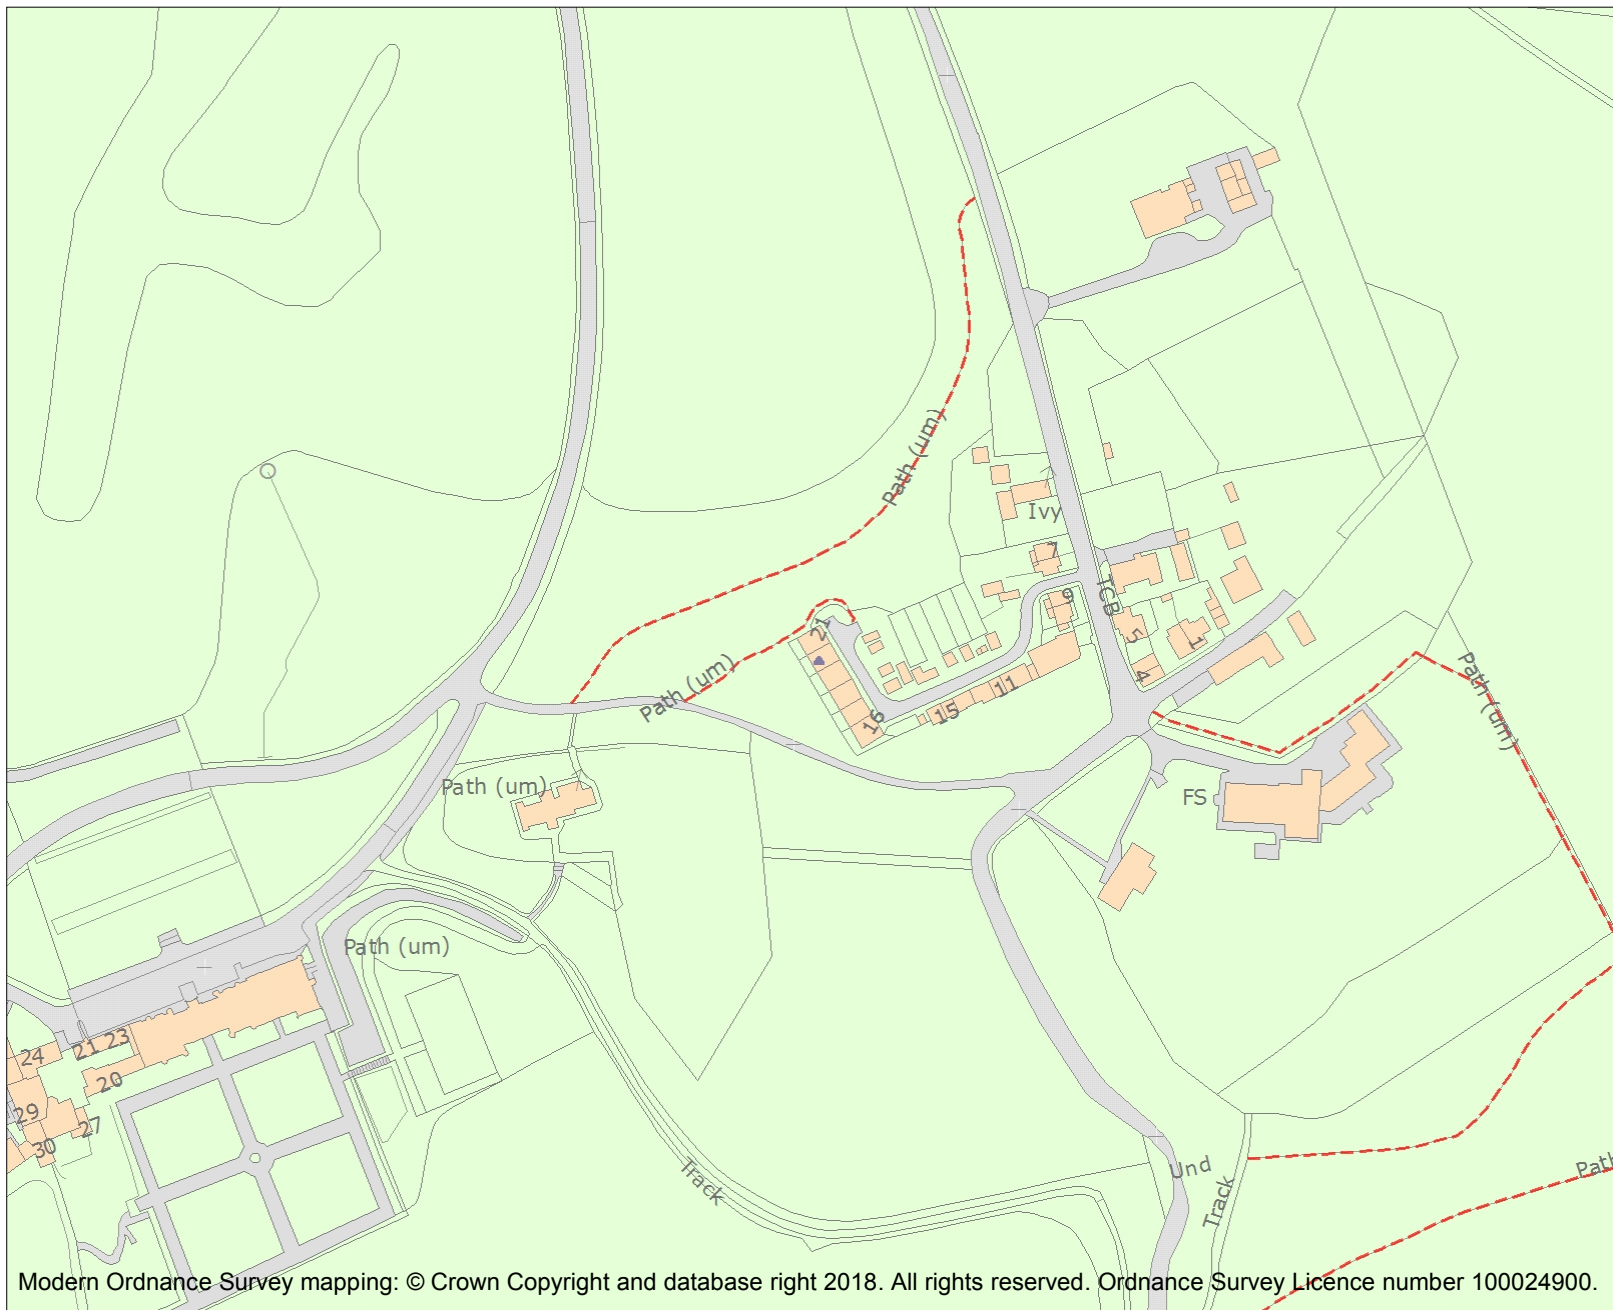 Path (um)
Ivy
7
9
TCB
5
1
4
21
Path (um)
16
15
11
Path (um)
Path (um)
FS
Path (um)
24
21
23
20
29
27
30
Track
Und
Track
Path
Modern Ordnance Survey mapping: © Crown Copyright and database right 2018. All rights reserved. Ordnance Survey Licence number 100024900.